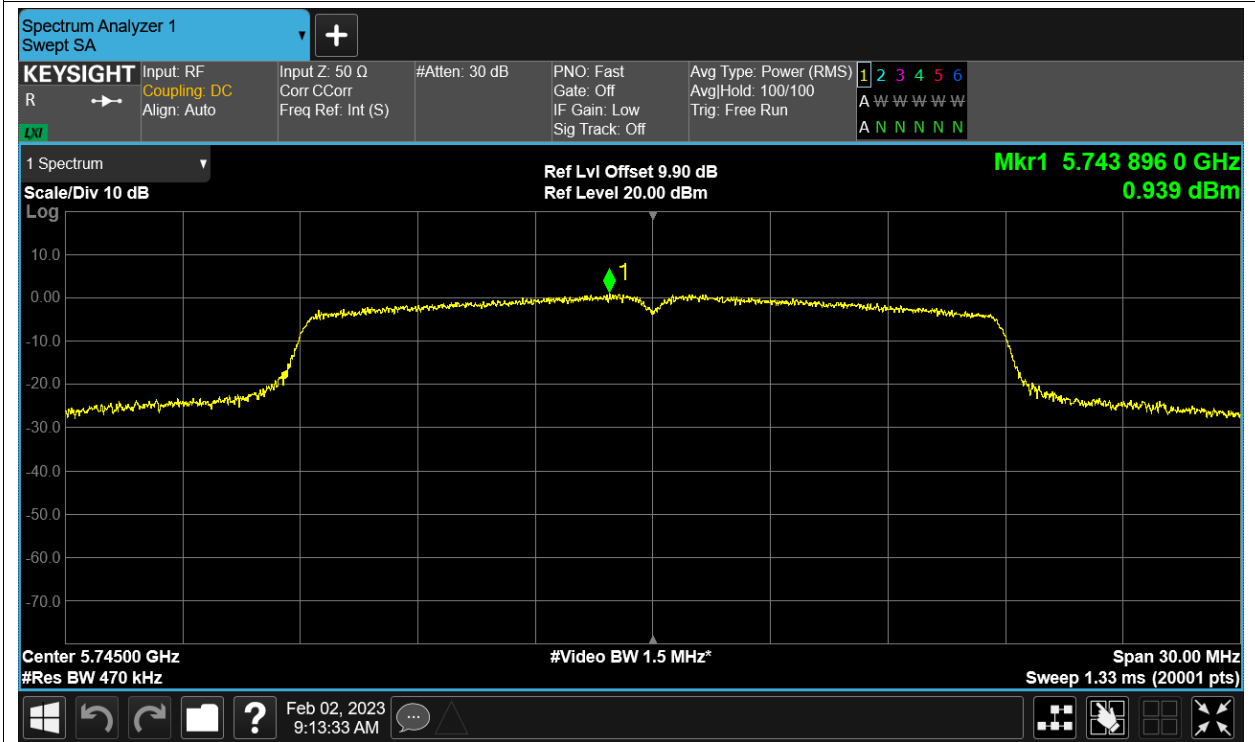 Spectrum Analyzer 1
Swept SA
+
KEYSIGHT
R
LXI
Input: RF
Coupling: DC
Align: Auto
Input Z: 50 Ω
Corr CCorr
Freq Ref: Int (S)
#Atten: 30 dB
PNO: Fast
Gate: Off
IF Gain: Low
Sig Track: Off
Avg Type: Power (RMS)
Avg|Hold: 100/100
Trig: Free Run
1 2 3 4 5 6
A W W W W W
A N N N N N
1 Spectrum
Scale/Div 10 dB
Log
Ref Lvl Offset 9.90 dB
Ref Level 20.00 dBm
Mkr1 5.743 896 0 GHz
0.939 dBm
1
10.0
0.00
-10.0
-20.0
-30.0
-40.0
-50.0
-60.0
-70.0
Center 5.74500 GHz
#Res BW 470 kHz
#Video BW 1.5 MHz*
Span 30.00 MHz
Sweep 1.33 ms (20001 pts)
?
Feb 02, 2023
9:13:33 AM